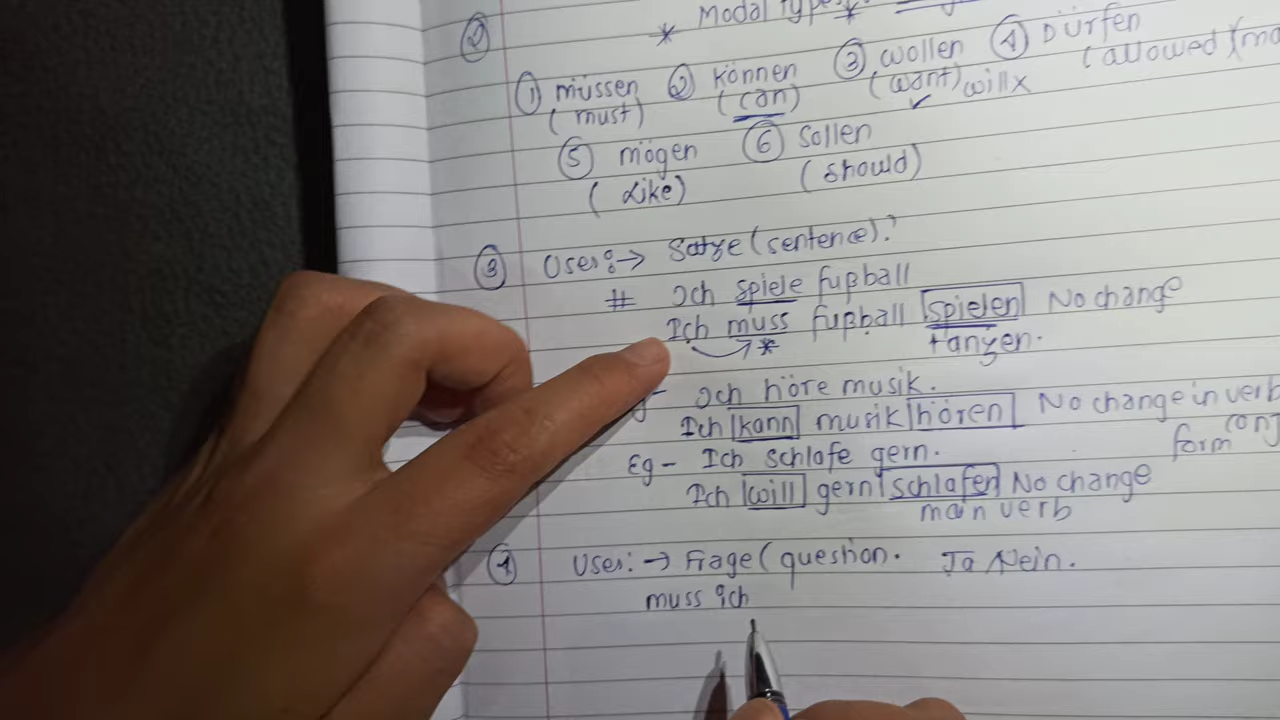 ② * Modal Type *
① müssen ② können ③ wollen ④ Dürfen
(must) (can) (want) will x (allowed)
⑤ mögen ⑥ sollen
(Like) (should)
③ Uses:→ Satze (sentence).
# Ich spiele fußball
Ich muss fußball spielen No change
* tanzen.
Ich höre musik.
Ich kann musik hören No change in verb
form
Eg- Ich schlafe gern.
Ich will gern schlafen No change
main verb
④ Uses:→ Frage (question. Ja Nein.
muss ich